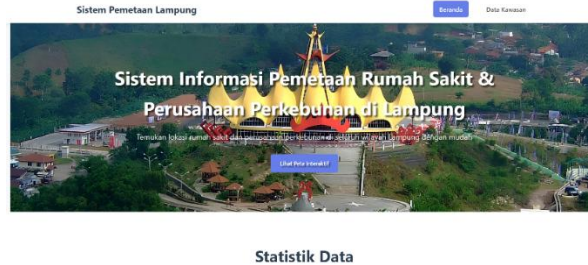 Sistem Pemetaan Lampung
Beranda
Data Kawasan
Sistem Informasi Pemetaan Rumah Sakit &
Perusahaan Perkebunan di Lampung
Temukan lokasi rumah sakit dan perusahaan perkebunan di seluruh wilayah Lampung dengan mudah
Lihat Peta Interaktif
Statistik Data